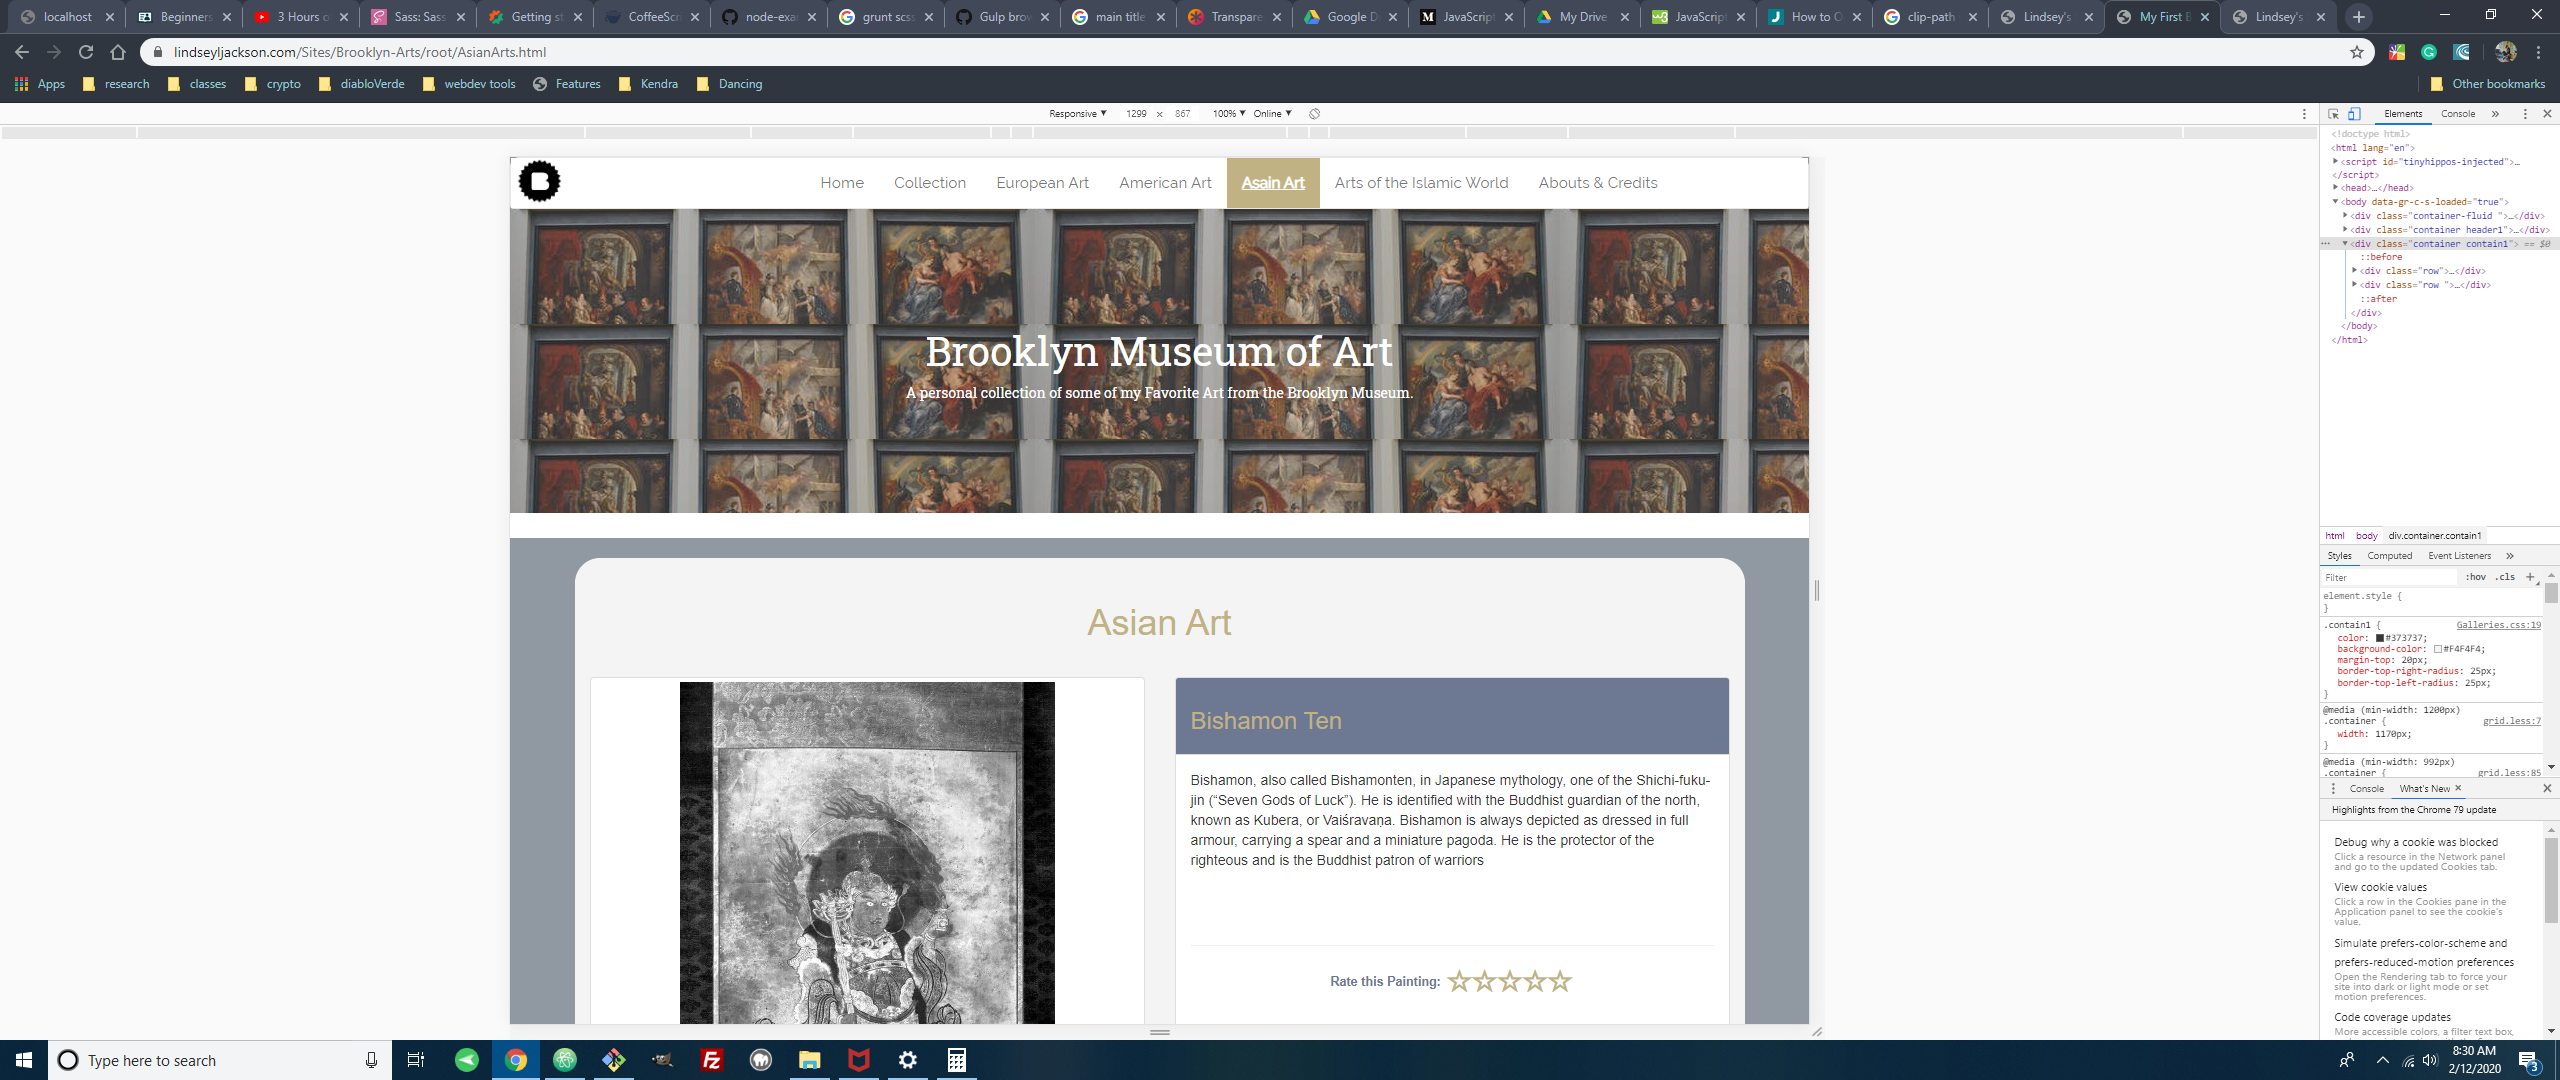 localhost
Beginners
3 Hours o
Sass: Sass
Getting st
CoffeeScri
node-exa
grunt scss
Gulp brow
main title
Transpare
Google D
JavaScript
My Drive
JavaScript
How to O
clip-path
Lindsey's
My First B
Lindsey's
lindseyljackson.com/Sites/Brooklyn-Arts/root/AsianArts.html
Apps research classes crypto diabloVerde webdev tools Features Kendra Dancing Other bookmarks
Responsive ▼ 1299 × 867 100% ▼ Online ▼
Elements Console »
<!doctype html>
<html lang="en">
<script id="tinyhippos-injected">…
</script>
<head>…</head>
<body data-gr-c-s-loaded="true">
<div class="container-fluid ">…</div>
<div class="container header1">…</div>
… <div class="container contain1"> == $0
::before
<div class="row">…</div>
<div class="row ">…</div>
::after
</div>
</body>
</html>
B
Home Collection European Art American Art Asain Art Arts of the Islamic World Abouts & Credits
Brooklyn Museum of Art
A personal collection of some of my Favorite Art from the Brooklyn Museum.
Asian Art
Bishamon Ten
Bishamon, also called Bishamonten, in Japanese mythology, one of the Shichi-fuku-
jin (“Seven Gods of Luck”). He is identified with the Buddhist guardian of the north,
known as Kubera, or Vaiśravaṇa. Bishamon is always depicted as dressed in full
armour, carrying a spear and a miniature pagoda. He is the protector of the
righteous and is the Buddhist patron of warriors
Rate this Painting:
html body div.container.contain1
Styles Computed Event Listeners »
Filter :hov .cls +
element.style {
}
.contain1 { Galleries.css:19
color: #373737;
background-color: #F4F4F4;
margin-top: 20px;
border-top-right-radius: 25px;
border-top-left-radius: 25px;
}
@media (min-width: 1200px)
.container { grid.less:7
width: 1170px;
}
@media (min-width: 992px)
.container { grid.less:85
Console What's New ×
Highlights from the Chrome 79 update
Debug why a cookie was blocked
Click a resource in the Network panel
and go to the updated Cookies tab.
View cookie values
Click a row in the Cookies pane in the
Application panel to see the cookie's
value.
Simulate prefers-color-scheme and
prefers-reduced-motion preferences
Open the Rendering tab to force your
site into dark or light mode or set
motion preferences.
Code coverage updates
More accessible colors, a filter text box,
Type here to search
8:30 AM
2/12/2020
3